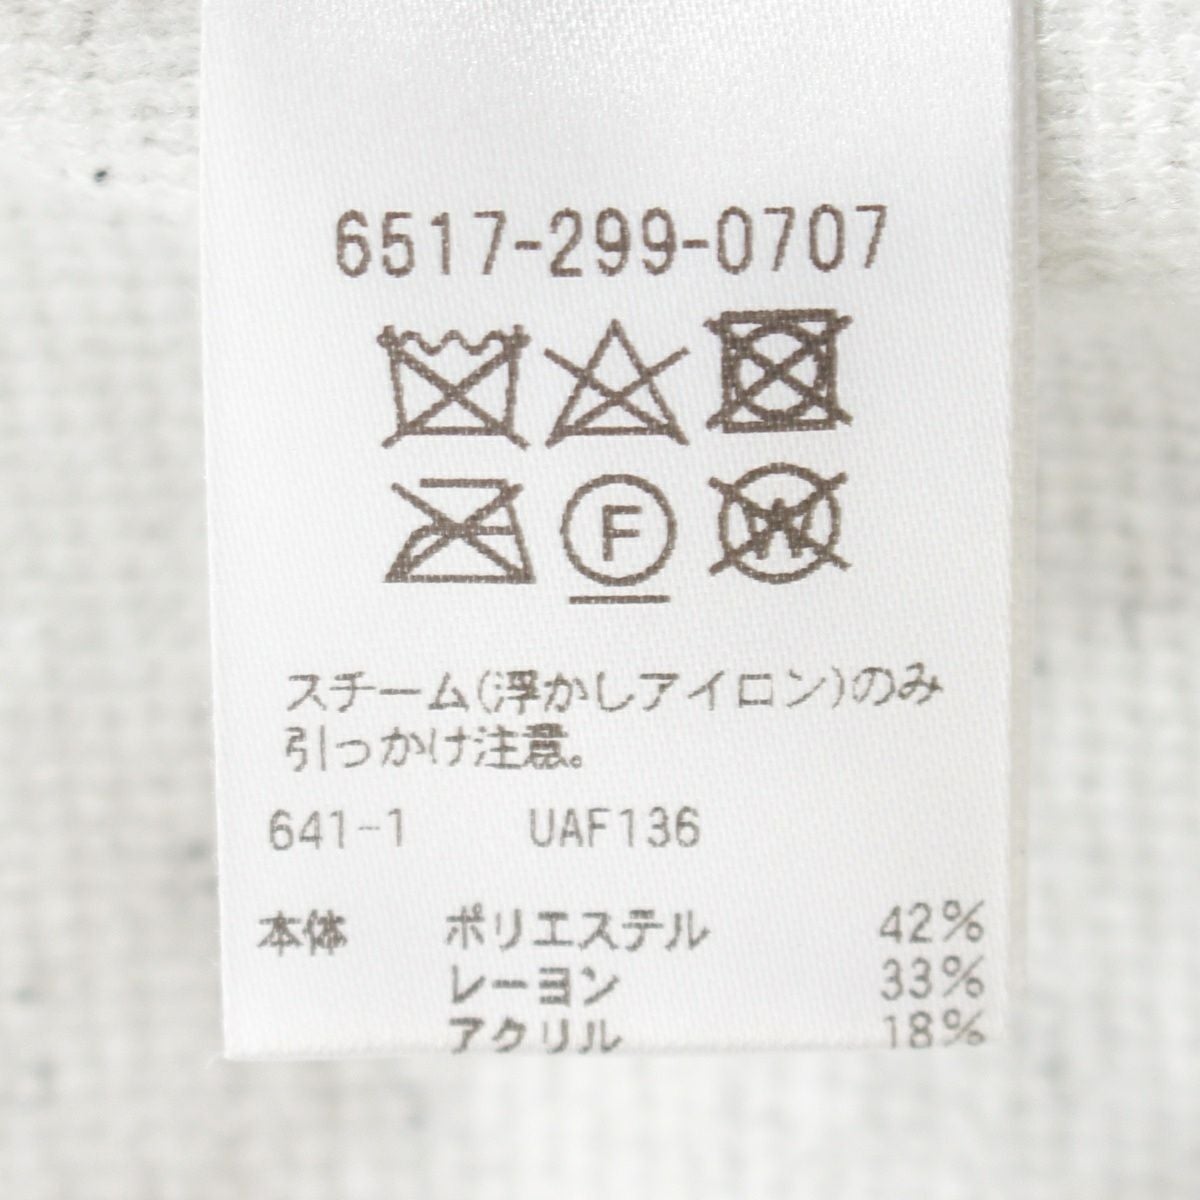 6517-299-0707
F
W
スチーム(浮かしアイロン)のみ
引っかけ注意。
641-1 UAF136
本体 ポリエステル 42%
レーヨン 33%
アクリル 18%